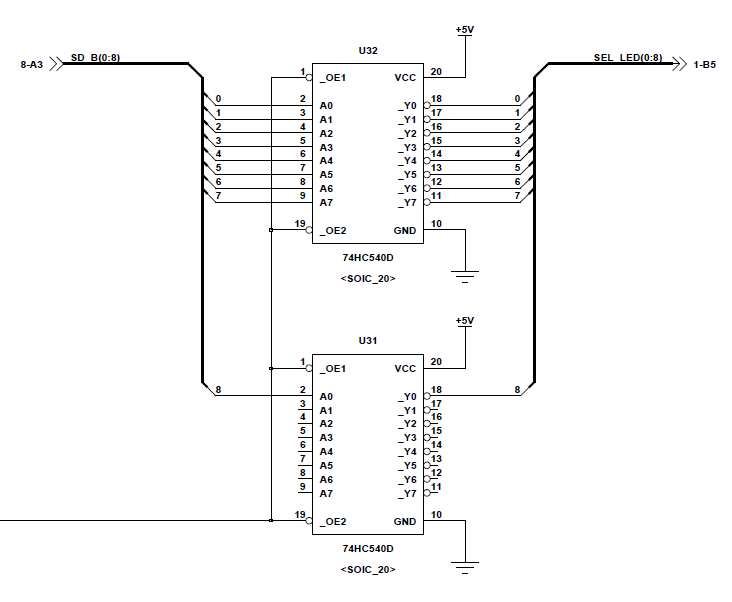 +5V
U32
8-A3 SD_B(0:8) SEL_LED(0:8) 1-B5
1 _OE1 VCC 20
0 2 A0 _Y0 18 0
1 3 A1 _Y1 17 1
2 4 A2 _Y2 16 2
3 5 A3 _Y3 15 3
4 6 A4 _Y4 14 4
5 7 A5 _Y5 13 5
6 8 A6 _Y6 12 6
7 9 A7 _Y7 11 7
19 _OE2 GND 10
74HC540D
<SOIC_20>
+5V
U31
1 _OE1 VCC 20
8 2 A0 _Y0 18 8
3 A1 _Y1 17
4 A2 _Y2 16
5 A3 _Y3 15
6 A4 _Y4 14
7 A5 _Y5 13
8 A6 _Y6 12
9 A7 _Y7 11
19 _OE2 GND 10
74HC540D
<SOIC_20>